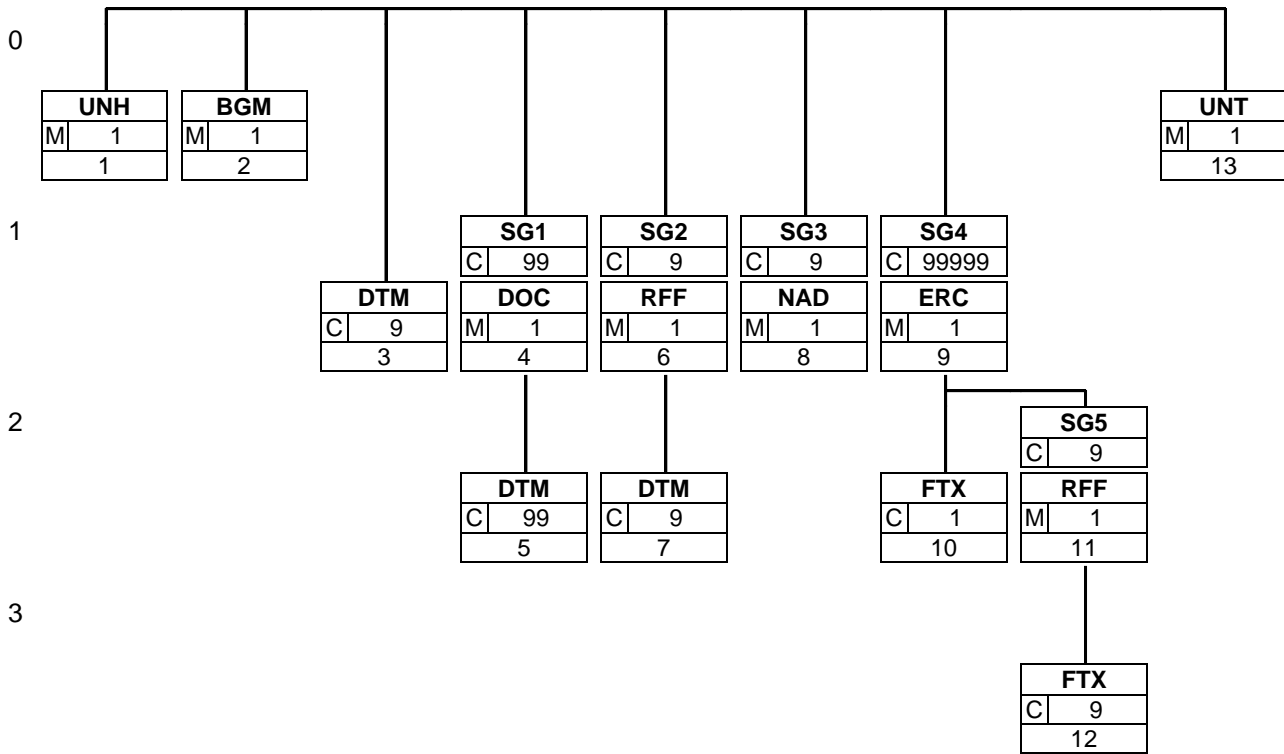 0
UNH BGM UNT
M 1 M 1 M 1
1 2 13
1
SG1 SG2 SG3 SG4
C 99 C 9 C 9 C 99999
DTM DOC RFF NAD ERC
C 9 M 1 M 1 M 1 M 1
3 4 6 8 9
2
SG5
C 9
DTM DTM FTX RFF
C 99 C 9 C 1 M 1
5 7 10 11
3
FTX
C 9
12